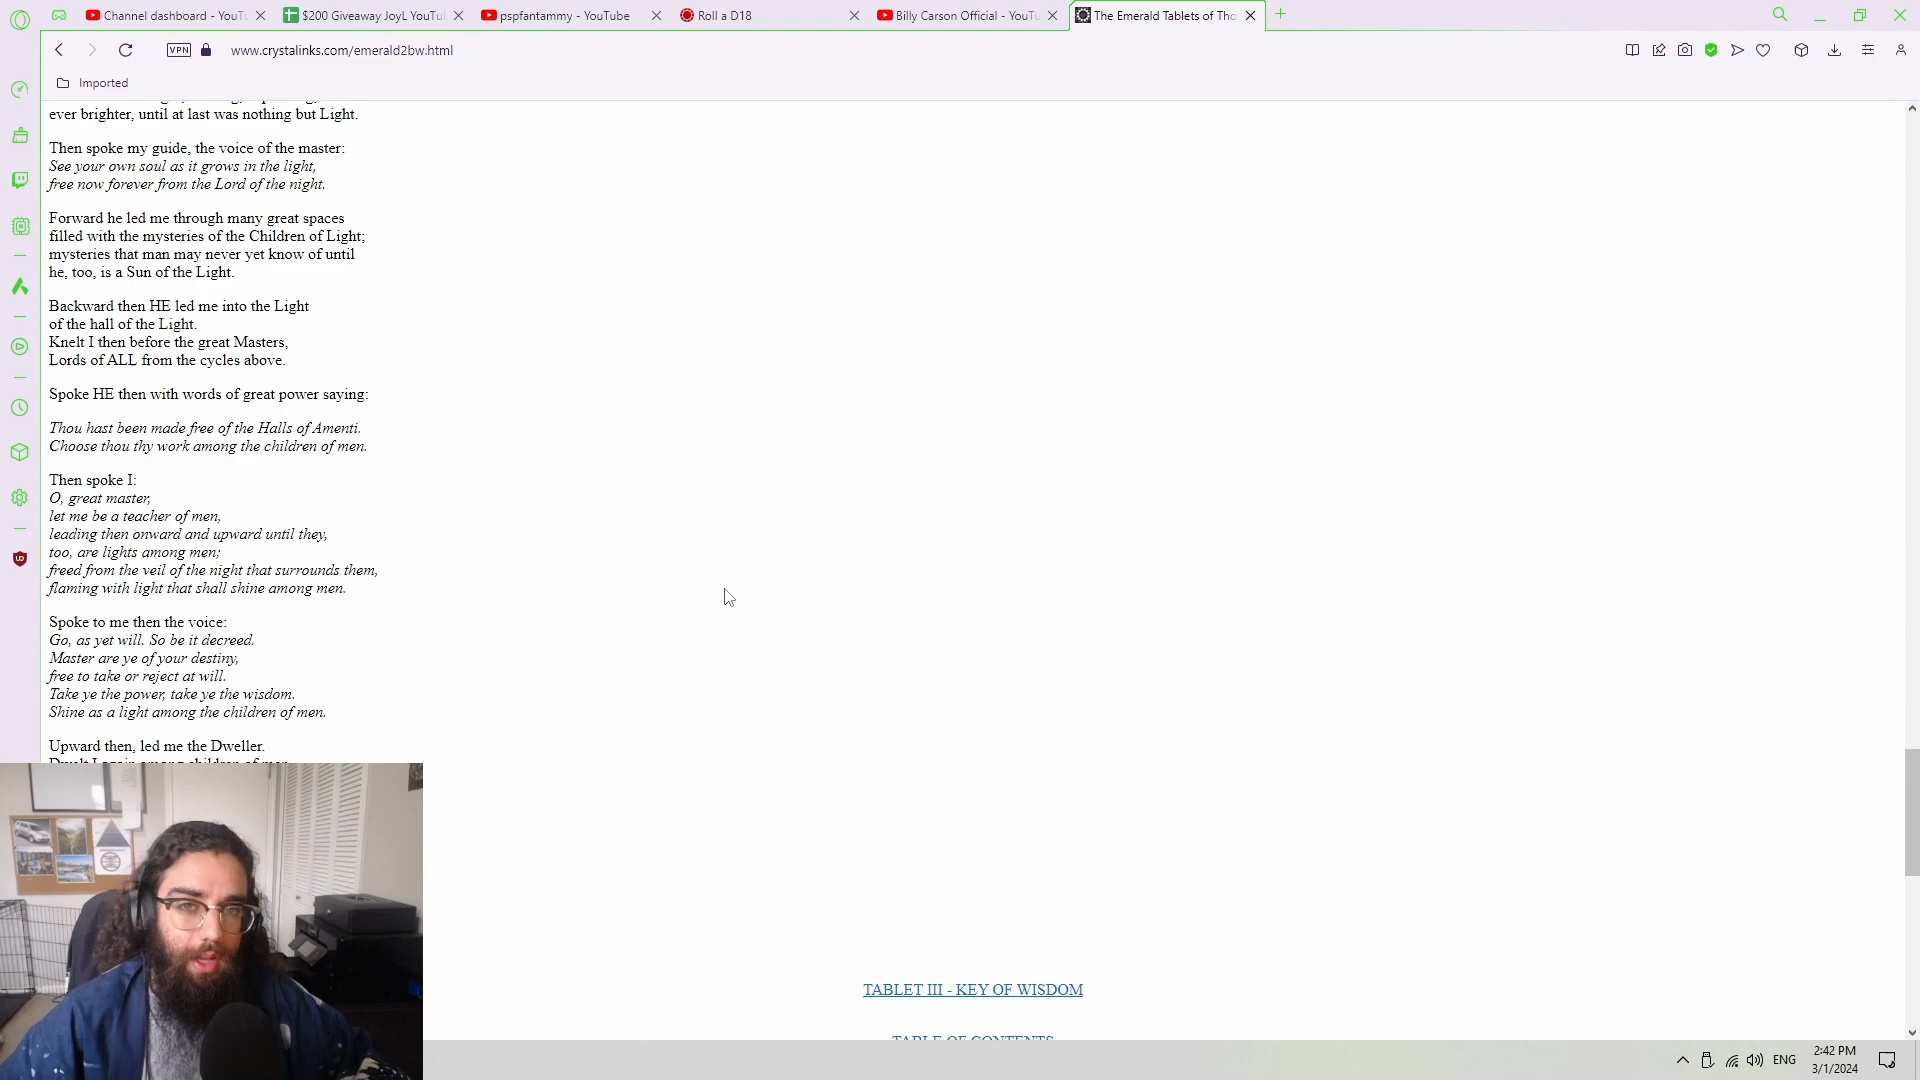 Channel dashboard - YouTu
$200 Giveaway JoyL YouTu
pspfantammy - YouTube
Roll a D18
Billy Carson Official - YouTu
The Emerald Tablets of Tho
VPN
www.crystalinks.com/emerald2bw.html
Imported
ever brighter, until at last was nothing but Light.
Then spoke my guide, the voice of the master:
See your own soul as it grows in the light,
free now forever from the Lord of the night.
Forward he led me through many great spaces
filled with the mysteries of the Children of Light;
mysteries that man may never yet know of until
he, too, is a Sun of the Light.
Backward then HE led me into the Light
of the hall of the Light.
Knelt I then before the great Masters,
Lords of ALL from the cycles above.
Spoke HE then with words of great power saying:
Thou hast been made free of the Halls of Amenti.
Choose thou thy work among the children of men.
Then spoke I:
O, great master,
let me be a teacher of men,
leading then onward and upward until they,
too, are lights among men;
freed from the veil of the night that surrounds them,
flaming with light that shall shine among men.
Spoke to me then the voice:
Go, as yet will. So be it decreed.
Master are ye of your destiny,
free to take or reject at will.
Take ye the power, take ye the wisdom.
Shine as a light among the children of men.
Upward then, led me the Dweller.
Dwelt I again among children of men
TABLET III - KEY OF WISDOM
TABLE OF CONTENTS
ENG
2:42 PM
3/1/2024